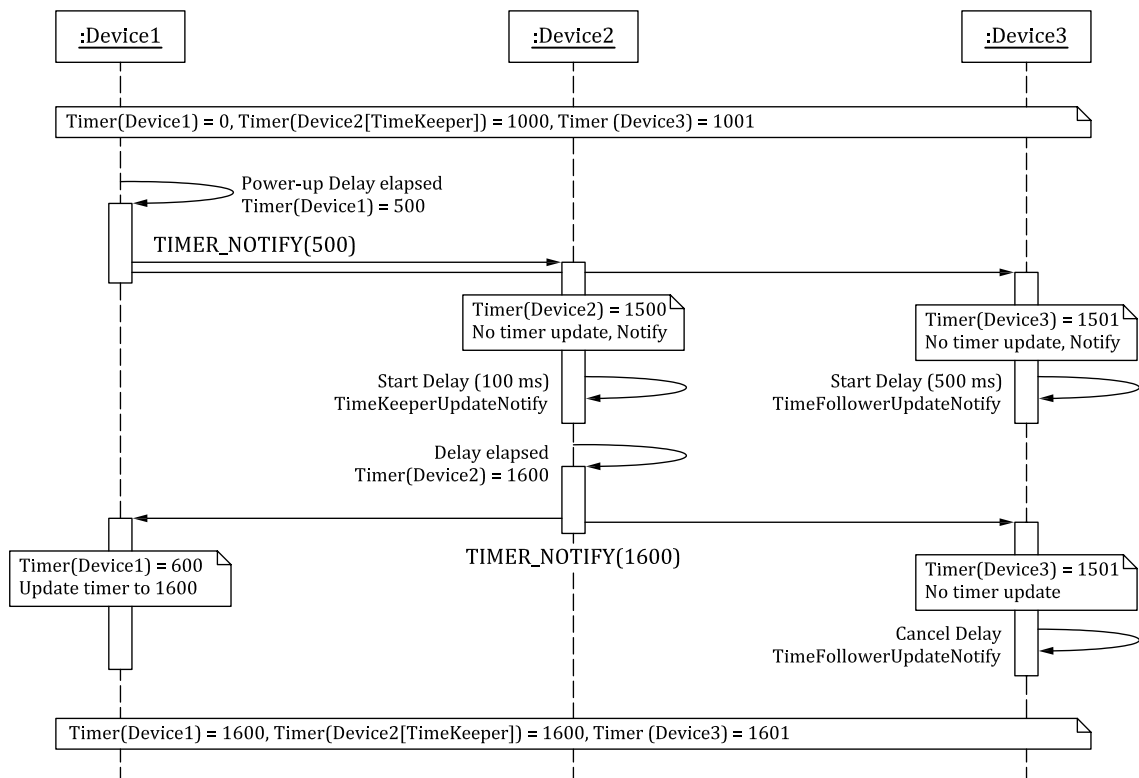 :Device1
:Device2
:Device3
Timer(Device1) = 0, Timer(Device2[TimeKeeper]) = 1000, Timer (Device3) = 1001
Power-up Delay elapsed
Timer(Device1) = 500
TIMER_NOTIFY(500)
Timer(Device2) = 1500
No timer update, Notify
Timer(Device3) = 1501
No timer update, Notify
Start Delay (100 ms)
TimeKeeperUpdateNotify
Start Delay (500 ms)
TimeFollowerUpdateNotify
Delay elapsed
Timer(Device2) = 1600
TIMER_NOTIFY(1600)
Timer(Device1) = 600
Update timer to 1600
Timer(Device3) = 1501
No timer update
Cancel Delay
TimeFollowerUpdateNotify
Timer(Device1) = 1600, Timer(Device2[TimeKeeper]) = 1600, Timer (Device3) = 1601